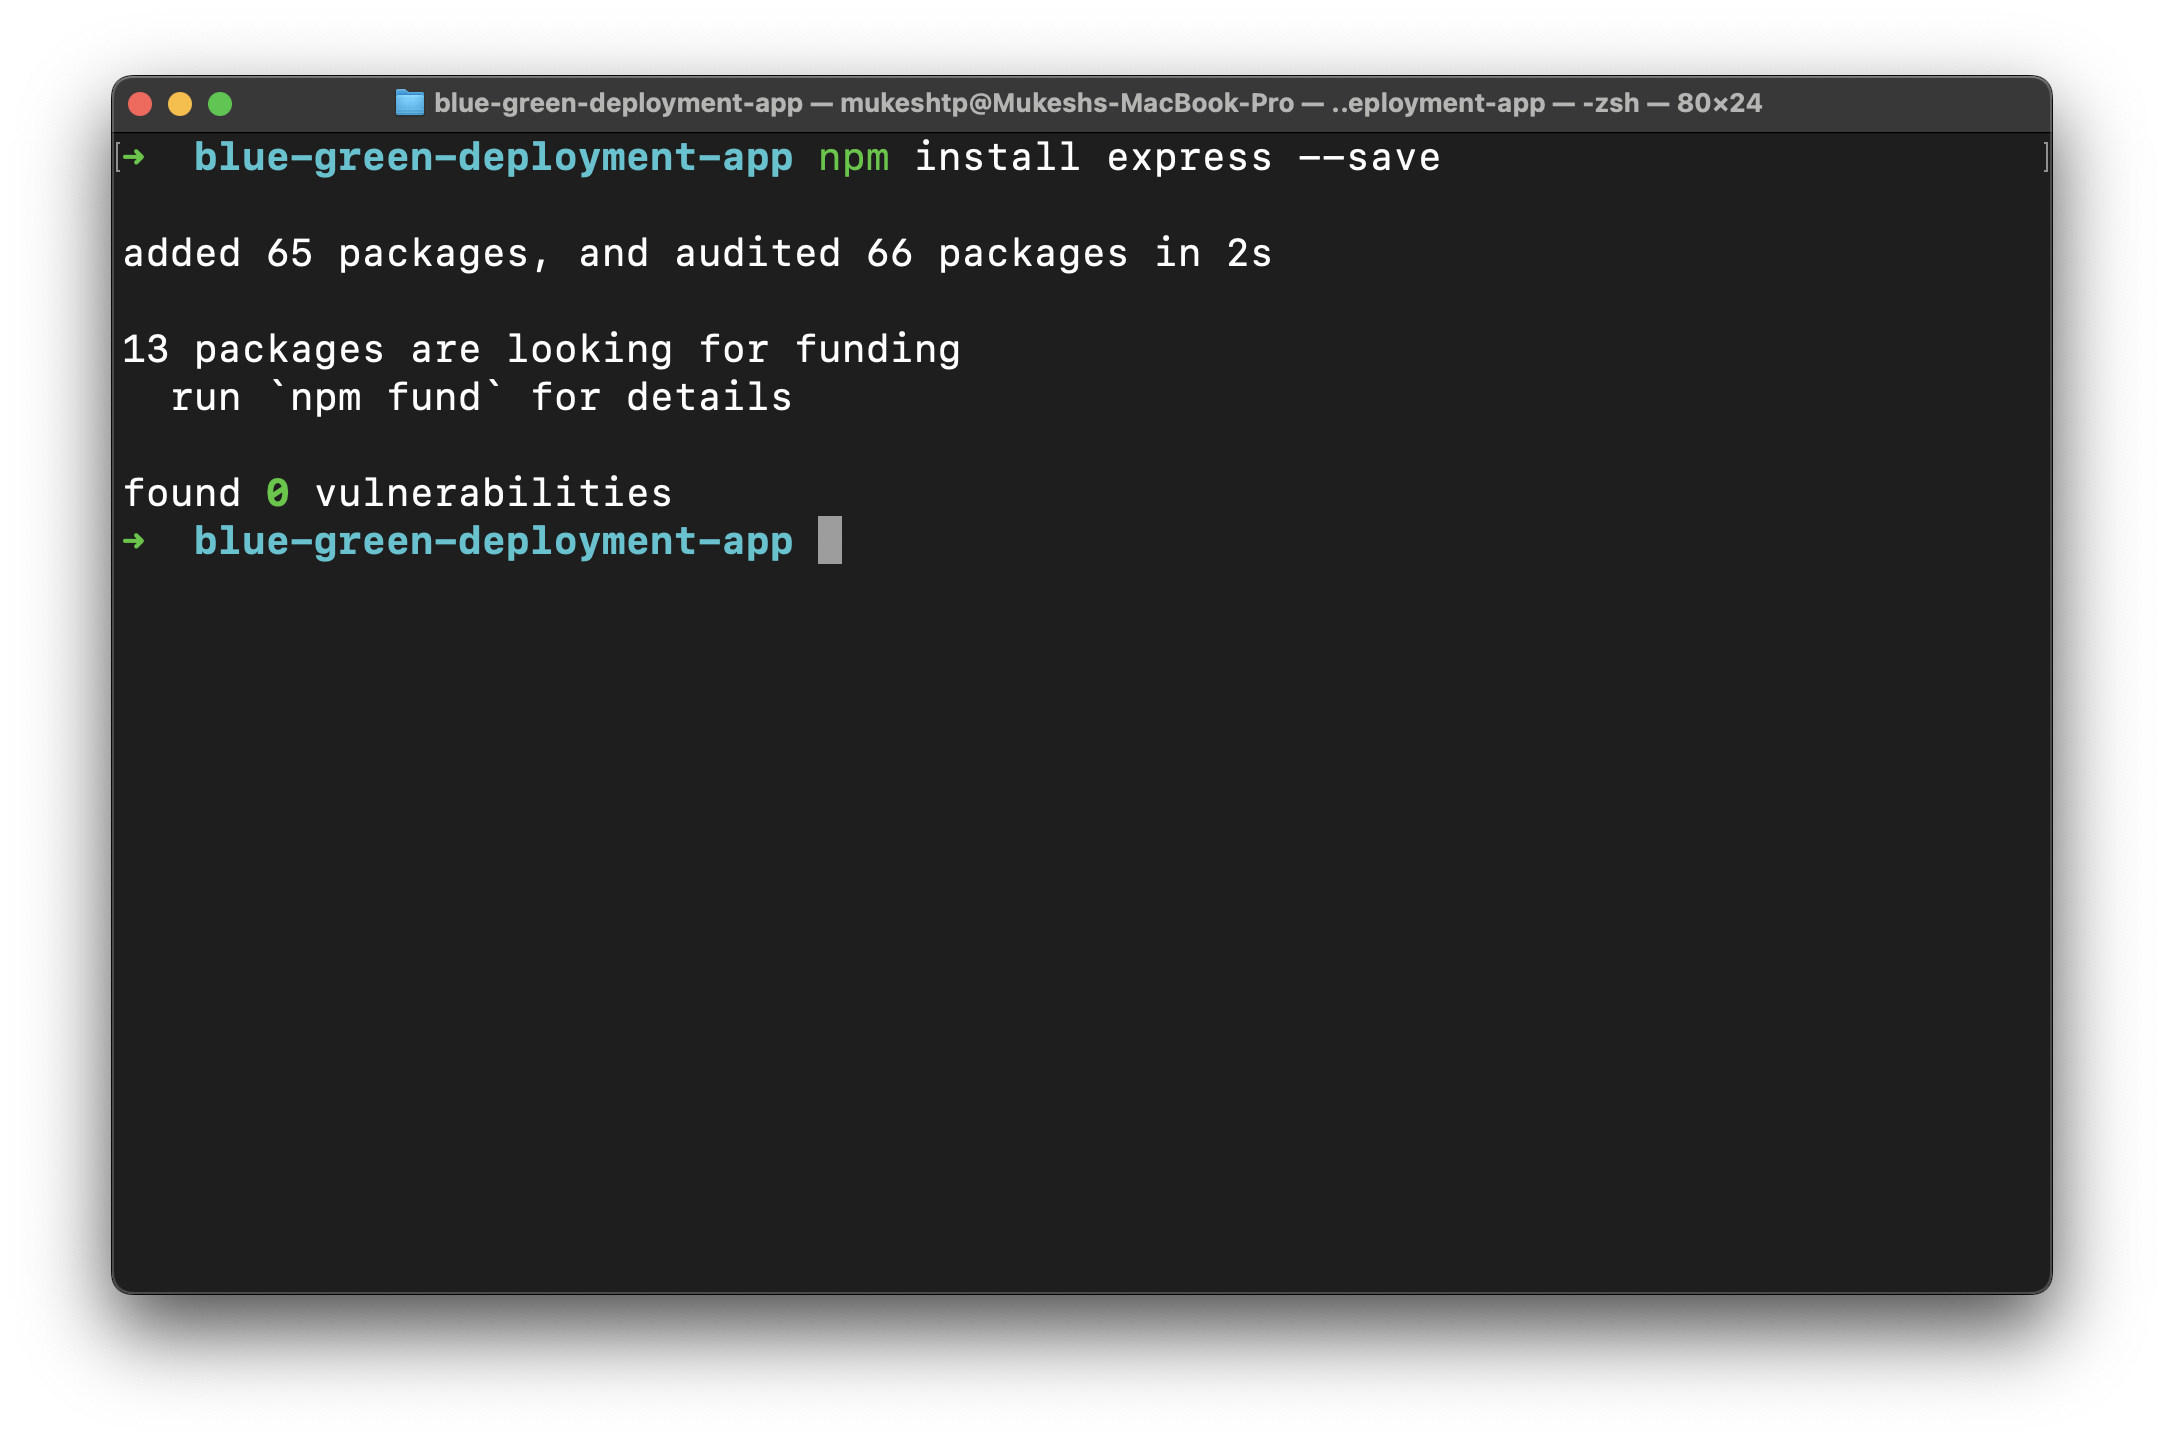 blue-green-deployment-app — mukeshtp@Mukeshs-MacBook-Pro — ..eployment-app — -zsh — 80×24
[➜  blue-green-deployment-app npm install express --save ]
added 65 packages, and audited 66 packages in 2s
13 packages are looking for funding
  run `npm fund` for details
found 0 vulnerabilities
➜  blue-green-deployment-app